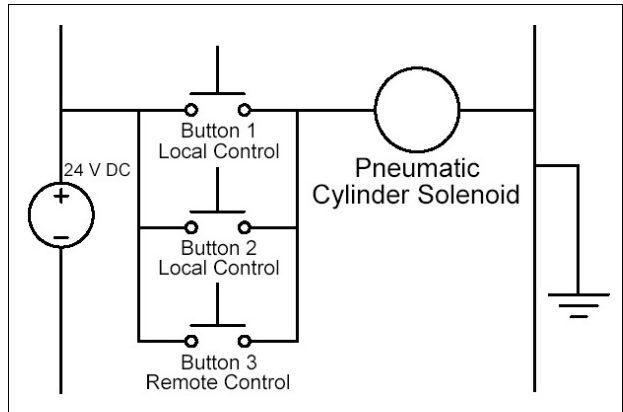 Button 1
Local Control
24 V DC
+
−
Pneumatic
Cylinder Solenoid
Button 2
Local Control
Button 3
Remote Control